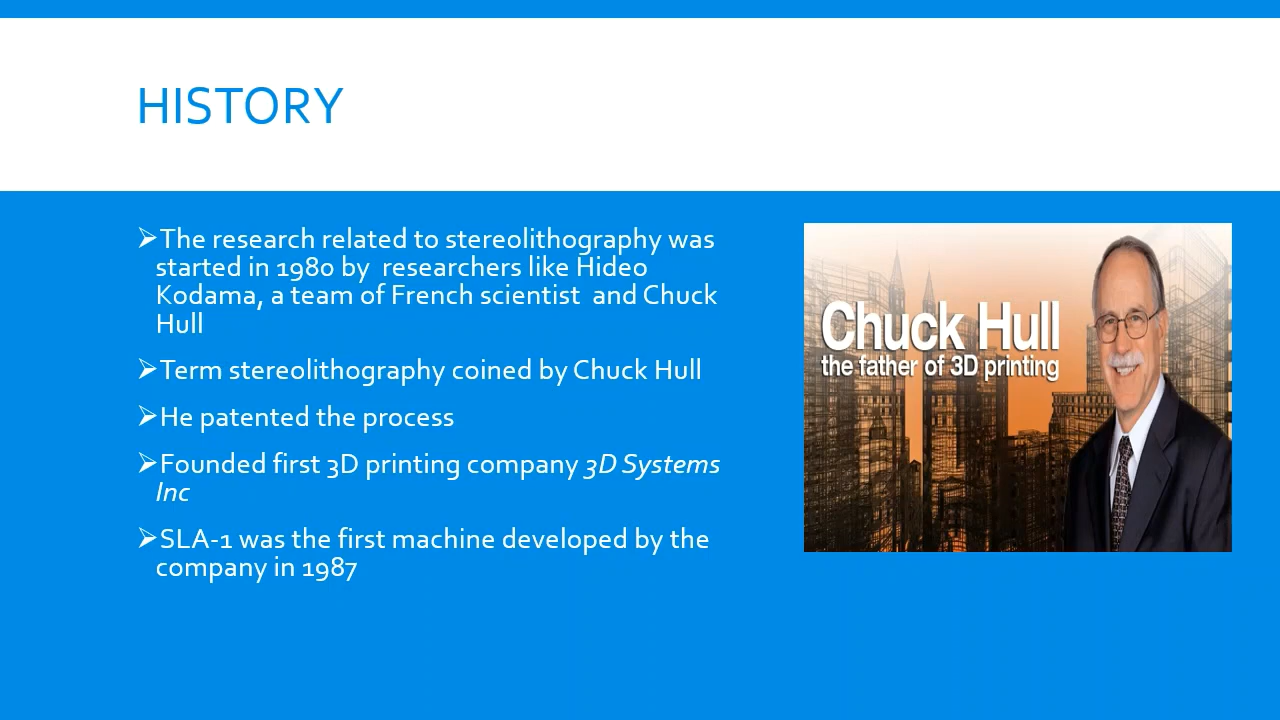 HISTORY
➢The research related to stereolithography was
started in 1980 by  researchers like Hideo
Kodama, a team of French scientist  and Chuck
Hull
➢Term stereolithography coined by Chuck Hull
➢He patented the process
➢Founded first 3D printing company 3D Systems
Inc
➢SLA-1 was the first machine developed by the
company in 1987
Chuck Hull
the father of 3D printing